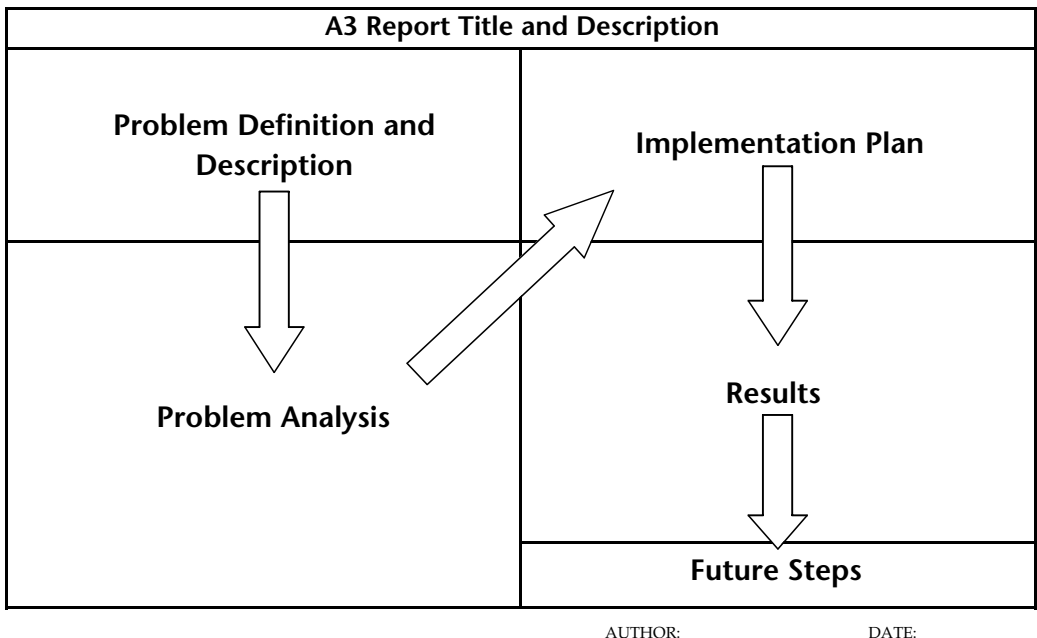 A3 Report Title and Description
Problem Definition and
Description
Problem Analysis
Implementation Plan
Results
Future Steps
AUTHOR:
DATE: